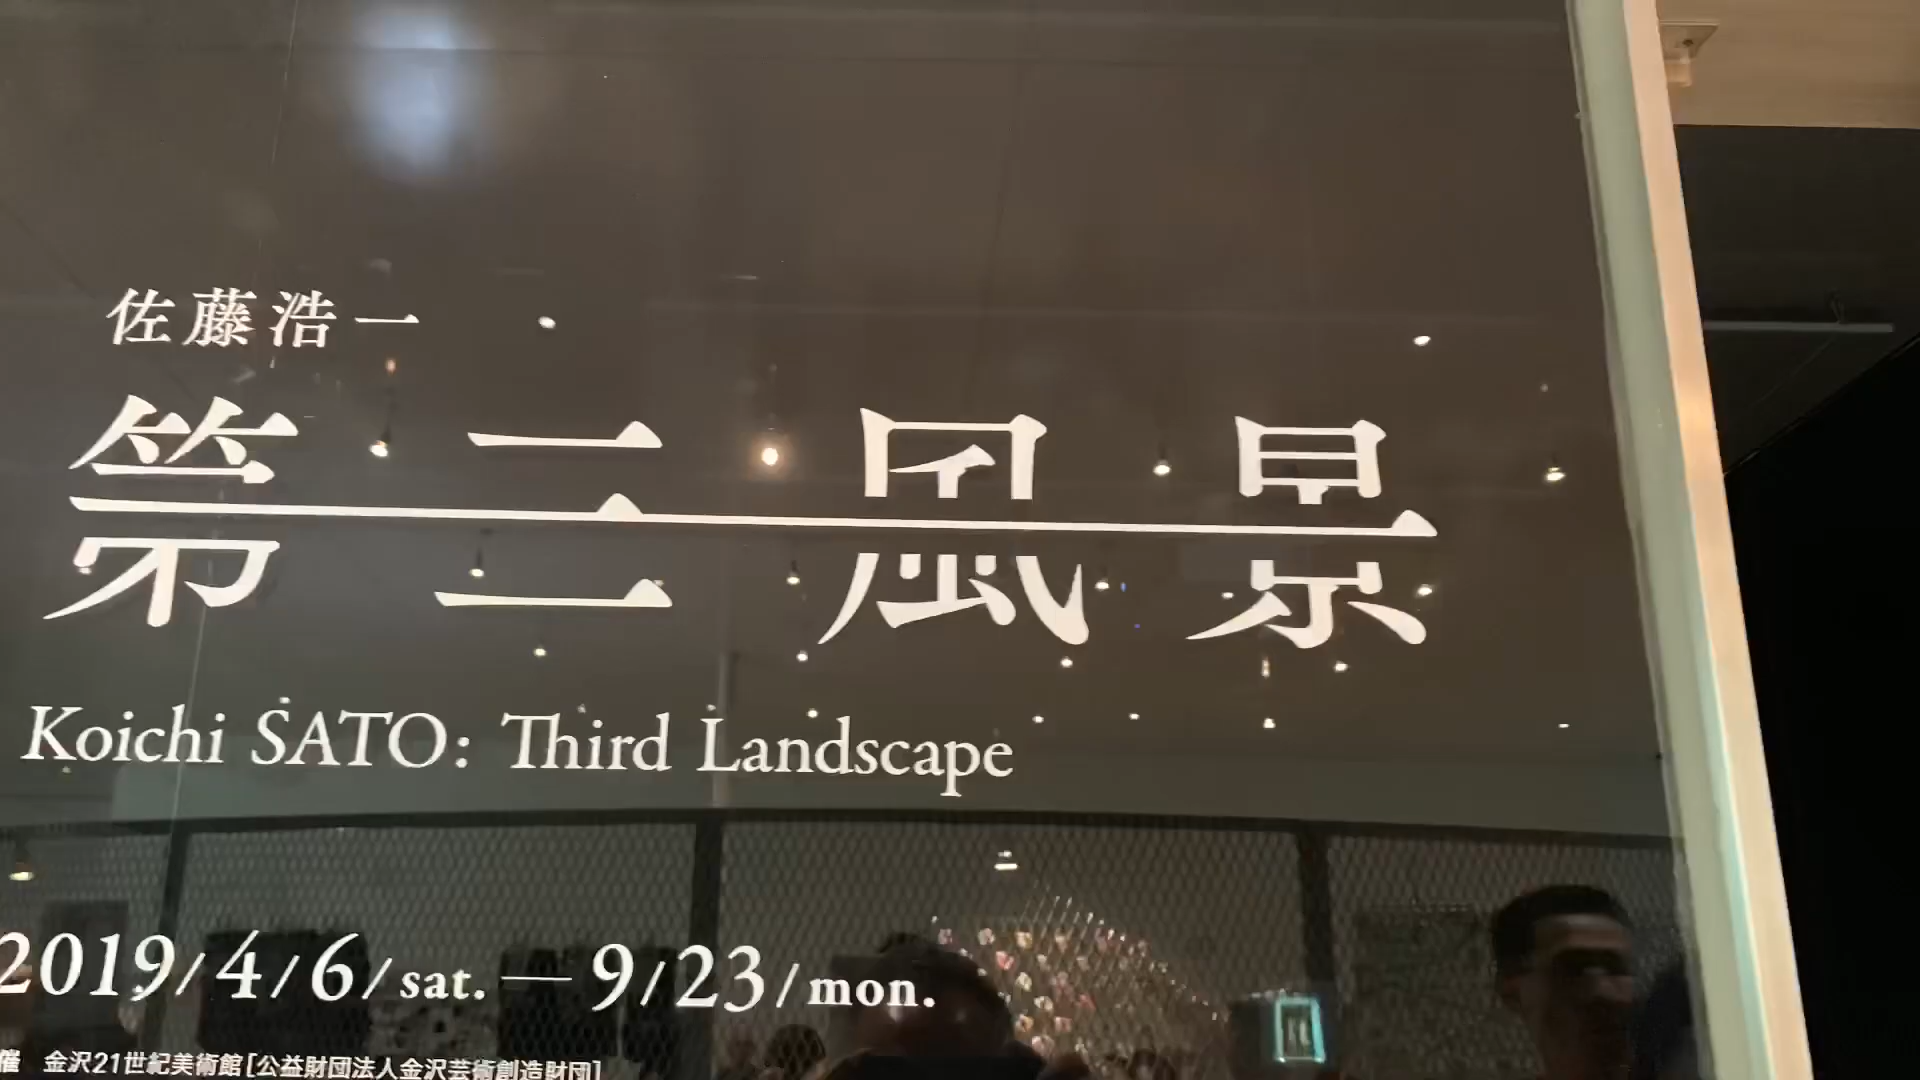 佐藤浩一
第三風景
Koichi SATO: Third Landscape
2019/4/6/sat.—9/23/mon.
催 金沢21世紀美術館[公益財団法人金沢芸術創造財団]